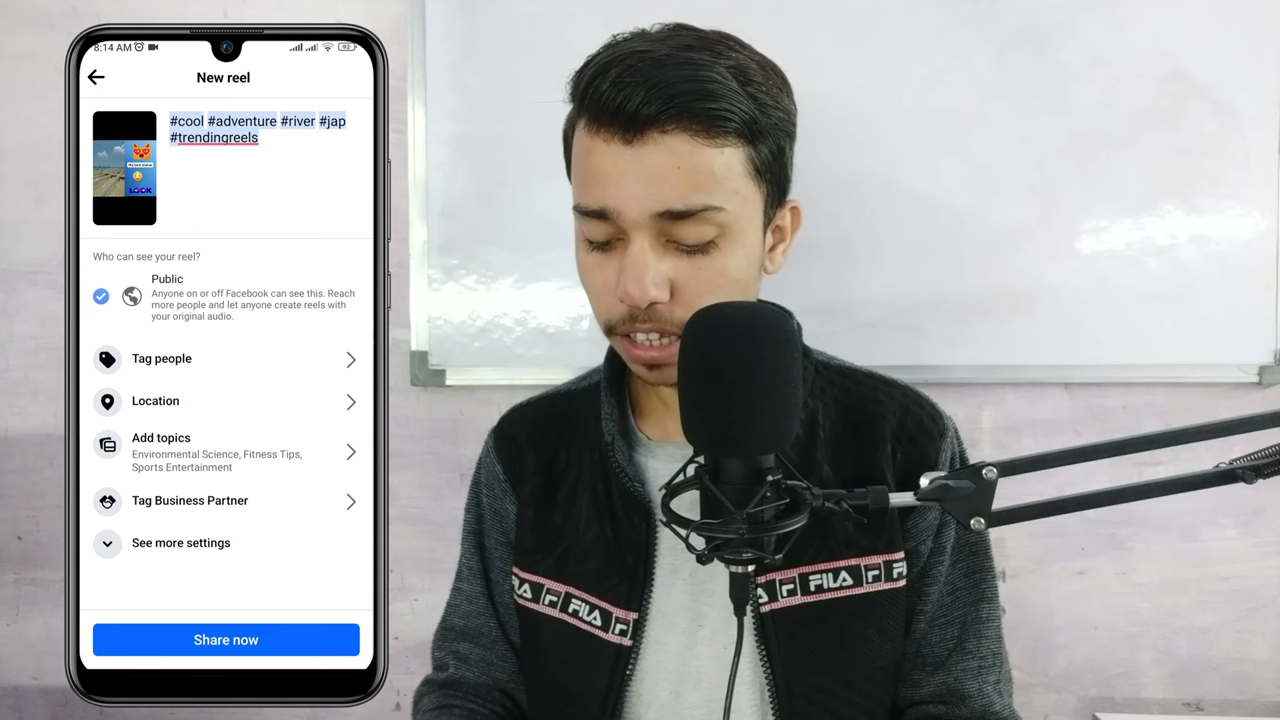 8:14 AM
92
New reel
#cool #adventure #river #jap
#trendingreels
LOOK
Who can see your reel?
Public
Anyone on or off Facebook can see this. Reach
more people and let anyone create reels with
your original audio.
Tag people
Location
Add topics
Environmental Science, Fitness Tips,
Sports Entertainment
Tag Business Partner
See more settings
Share now
FILA
FILA